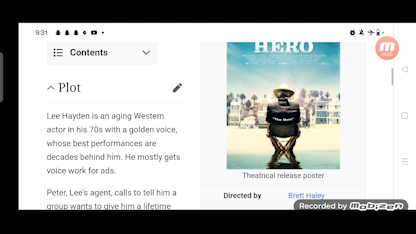 9:31
Contents
Plot
Lee Hayden is an aging Western
actor in his 70s with a golden voice,
whose best performances are
decades behind him. He mostly gets
voice work for ads.
Peter, Lee's agent, calls to tell him a
group wants to give him a lifetime
HERO
Theatrical release poster
Directed by Brett Haley
Recorded by Mobizen